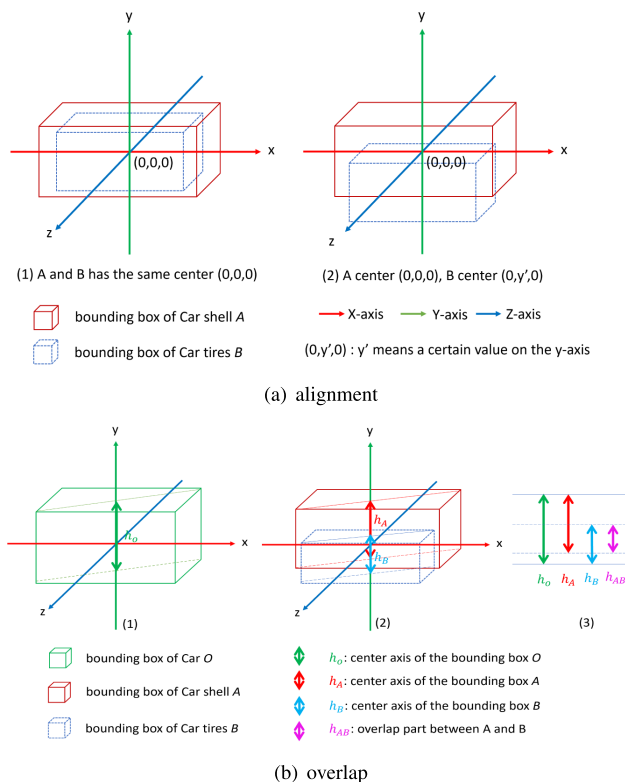 y
y
x
x
(0,0,0)
(0,0,0)
z
z
(1) A and B has the same center (0,0,0)
(2) A center (0,0,0), B center (0,y’,0)
bounding box of Car shell A
X-axis
Y-axis
Z-axis
bounding box of Car tires B
(0,y’,0) : y’ means a certain value on the y-axis
(a) alignment
y
y
h_o
h_A
x
x
h_B
h_o
h_A
h_B
h_AB
z
z
(1)
(2)
(3)
bounding box of Car O
h_o: center axis of the bounding box O
bounding box of Car shell A
h_A: center axis of the bounding box A
h_B: center axis of the bounding box B
bounding box of Car tires B
h_AB: overlap part between A and B
(b) overlap